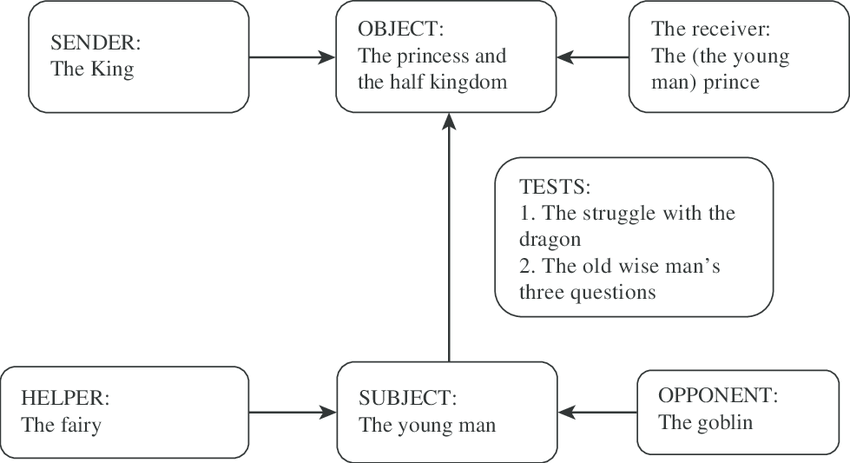 SENDER:
The King
OBJECT:
The princess and
the half kingdom
The receiver:
The (the young
man) prince
TESTS:
1. The struggle with the
dragon
2. The old wise man’s
three questions
HELPER:
The fairy
SUBJECT:
The young man
OPPONENT:
The goblin